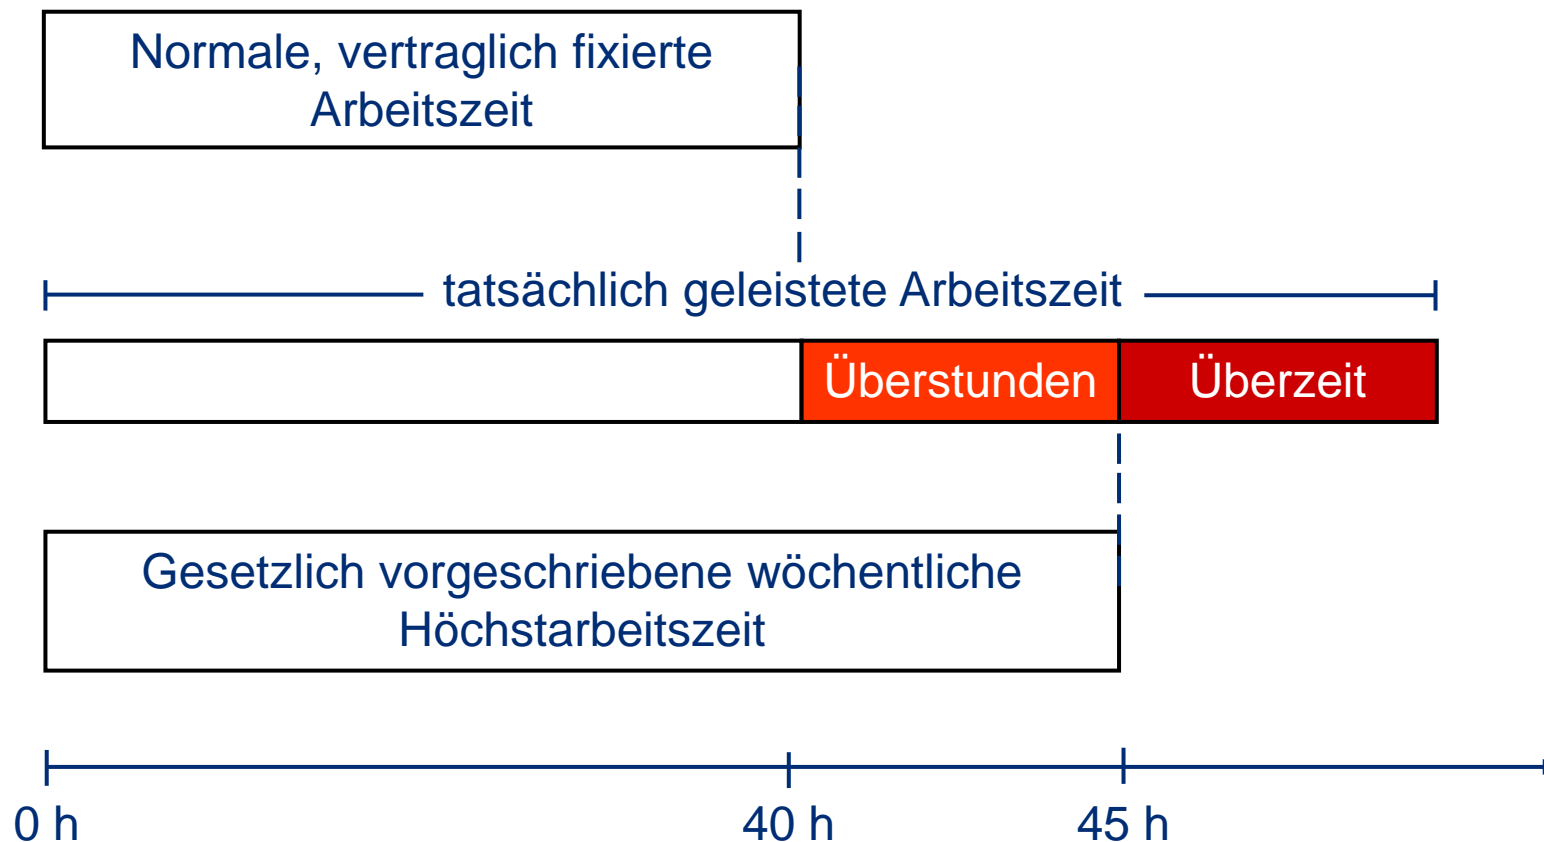 Normale, vertraglich fixierte
Arbeitszeit
tatsächlich geleistete Arbeitszeit
Überstunden
Überzeit
Gesetzlich vorgeschriebene wöchentliche
Höchstarbeitszeit
0 h
40 h
45 h